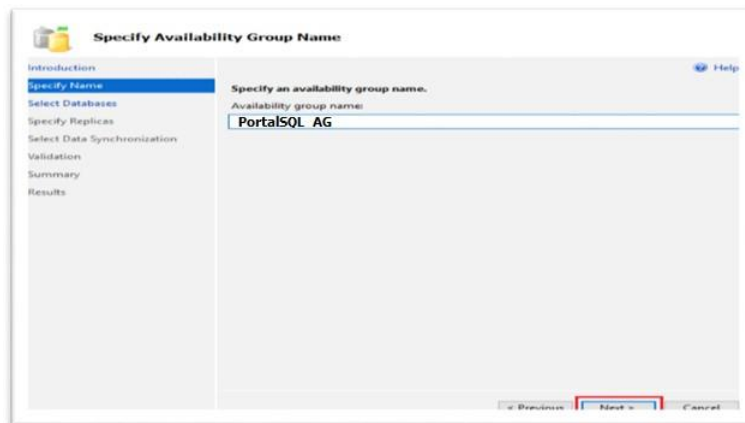 Specify Availability Group Name
Introduction
Help
Specify Name
Specify an availability group name.
Select Databases
Availability group name:
Specify Replicas
PortalSQL AG
Select Data Synchronization
Validation
Summary
Results
< Previous
Next >
Cancel